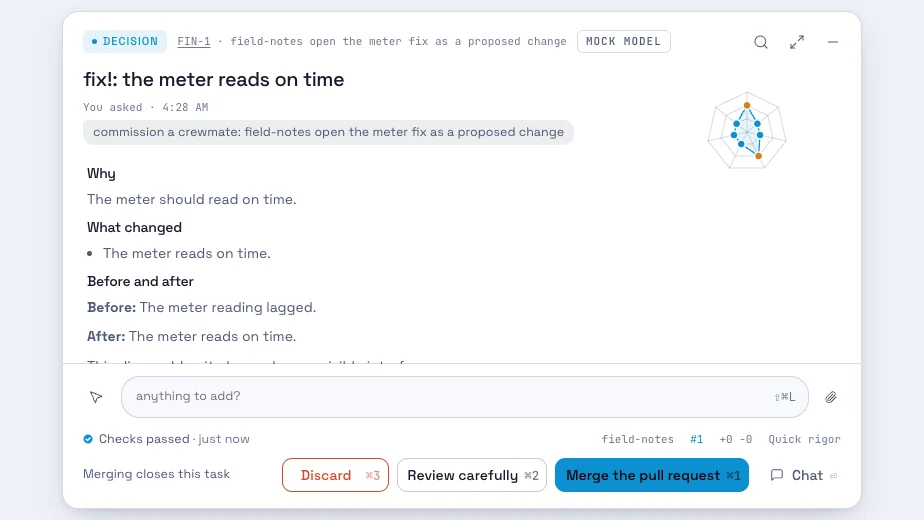 DECISION FIN-1 · field-notes open the meter fix as a proposed change MOCK MODEL
fix!: the meter reads on time
You asked · 4:28 AM
commission a crewmate: field-notes open the meter fix as a proposed change
Why
The meter should read on time.
What changed
The meter reads on time.
Before and after
Before: The meter reading lagged.
After: The meter reads on time.
anything to add? ⇧⌘L
Checks passed · just now field-notes #1 +0 -0 Quick rigor
Merging closes this task Discard ⌘3 Review carefully ⌘2 Merge the pull request ⌘1 Chat ⏎